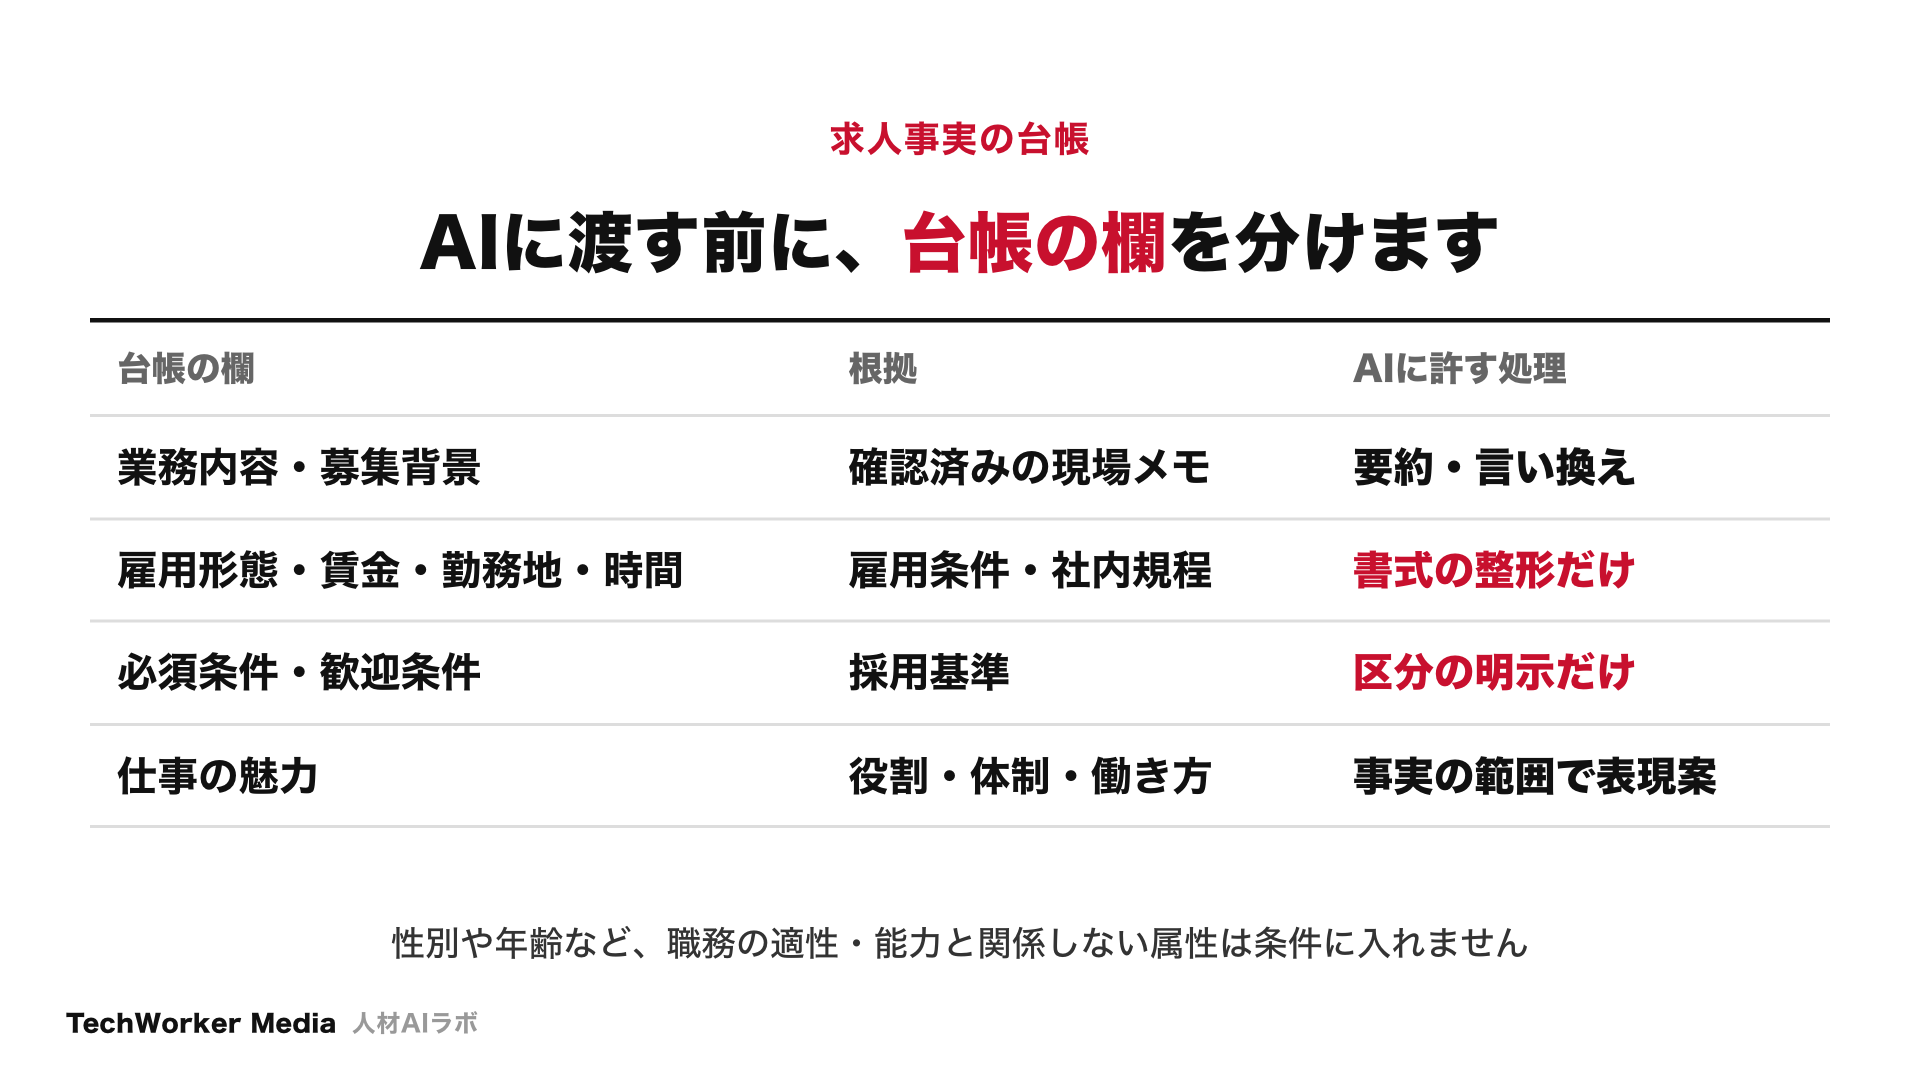 求人事実の台帳
AIに渡す前に、台帳の欄を分けます
台帳の欄 根拠 AIに許す処理
業務内容・募集背景 確認済みの現場メモ 要約・言い換え
雇用形態・賃金・勤務地・時間 雇用条件・社内規程 書式の整形だけ
必須条件・歓迎条件 採用基準 区分の明示だけ
仕事の魅力 役割・体制・働き方 事実の範囲で表現案
性別や年齢など、職務の適性・能力と関係しない属性は条件に入れません
TechWorker Media 人材AIラボ